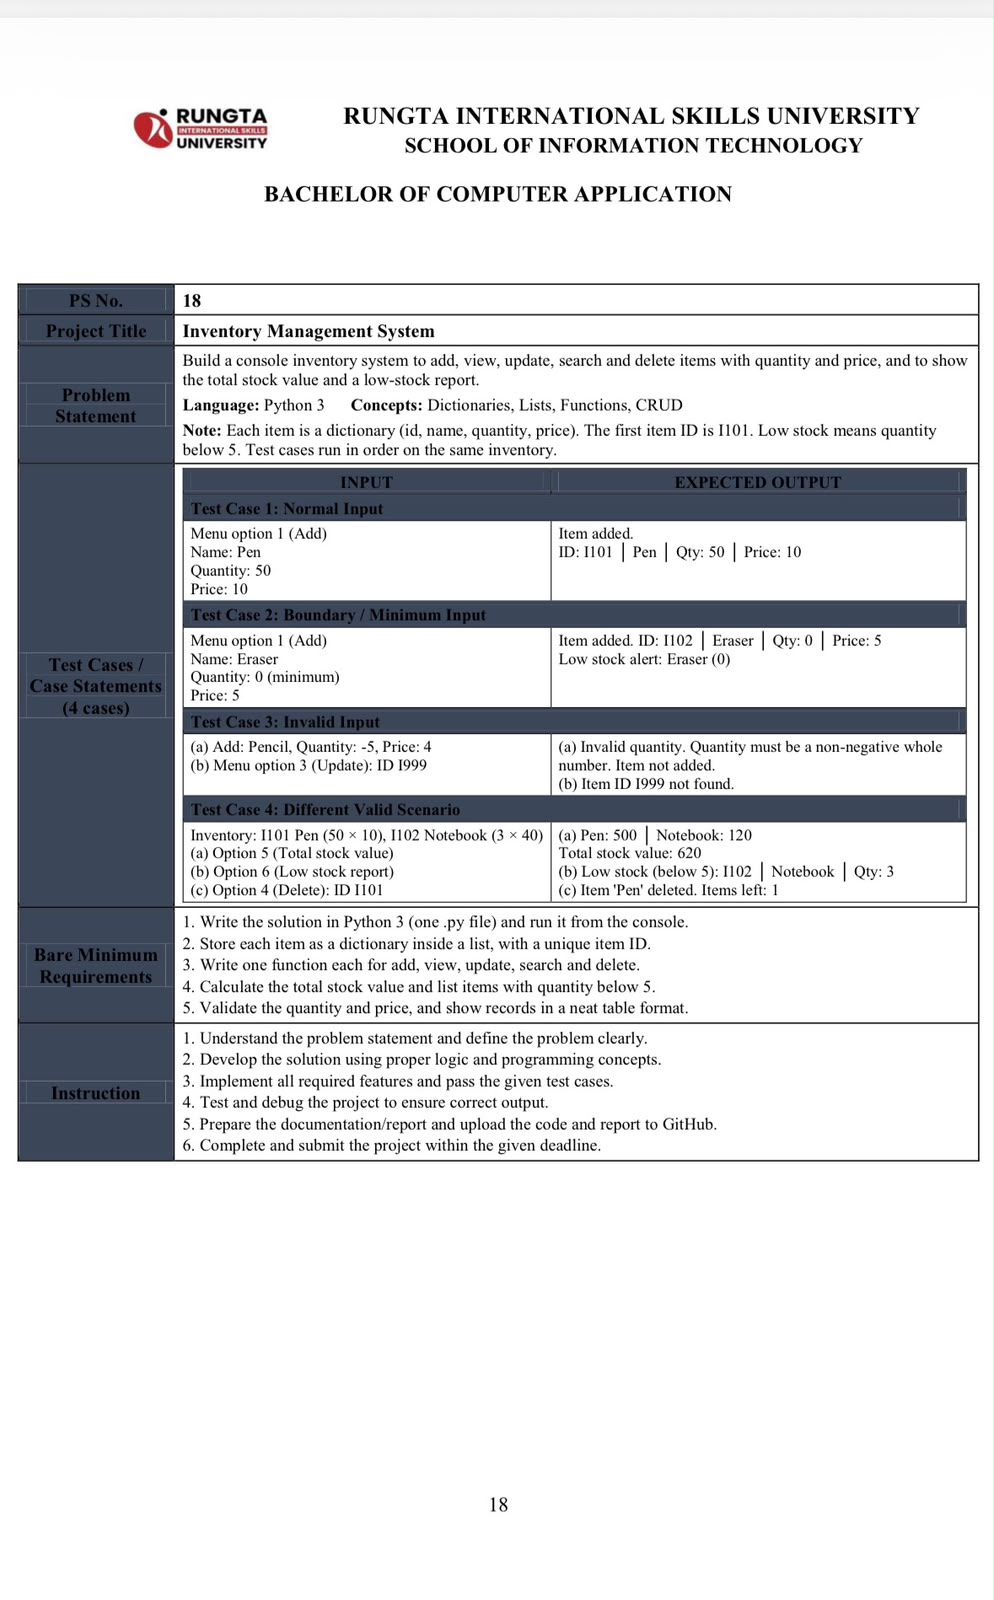 RUNGTA
INTERNATIONAL SKILLS
UNIVERSITY
RUNGTA INTERNATIONAL SKILLS UNIVERSITY
SCHOOL OF INFORMATION TECHNOLOGY
BACHELOR OF COMPUTER APPLICATION
PS No.
18
Project Title
Inventory Management System
Problem
Statement
Build a console inventory system to add, view, update, search and delete items with quantity and price, and to show
the total stock value and a low-stock report.
Language: Python 3 Concepts: Dictionaries, Lists, Functions, CRUD
Note: Each item is a dictionary (id, name, quantity, price). The first item ID is I101. Low stock means quantity
below 5. Test cases run in order on the same inventory.
Test Cases /
Case Statements
(4 cases)
INPUT
EXPECTED OUTPUT
Test Case 1: Normal Input
Menu option 1 (Add)
Name: Pen
Quantity: 50
Price: 10
Item added.
ID: I101 | Pen | Qty: 50 | Price: 10
Test Case 2: Boundary / Minimum Input
Menu option 1 (Add)
Name: Eraser
Quantity: 0 (minimum)
Price: 5
Item added. ID: I102 | Eraser | Qty: 0 | Price: 5
Low stock alert: Eraser (0)
Test Case 3: Invalid Input
(a) Add: Pencil, Quantity: -5, Price: 4
(b) Menu option 3 (Update): ID I999
(a) Invalid quantity. Quantity must be a non-negative whole
number. Item not added.
(b) Item ID I999 not found.
Test Case 4: Different Valid Scenario
Inventory: I101 Pen (50 × 10), I102 Notebook (3 × 40)
(a) Option 5 (Total stock value)
(b) Option 6 (Low stock report)
(c) Option 4 (Delete): ID I101
(a) Pen: 500 | Notebook: 120
Total stock value: 620
(b) Low stock (below 5): I102 | Notebook | Qty: 3
(c) Item 'Pen' deleted. Items left: 1
Bare Minimum
Requirements
1. Write the solution in Python 3 (one .py file) and run it from the console.
2. Store each item as a dictionary inside a list, with a unique item ID.
3. Write one function each for add, view, update, search and delete.
4. Calculate the total stock value and list items with quantity below 5.
5. Validate the quantity and price, and show records in a neat table format.
Instruction
1. Understand the problem statement and define the problem clearly.
2. Develop the solution using proper logic and programming concepts.
3. Implement all required features and pass the given test cases.
4. Test and debug the project to ensure correct output.
5. Prepare the documentation/report and upload the code and report to GitHub.
6. Complete and submit the project within the given deadline.
18